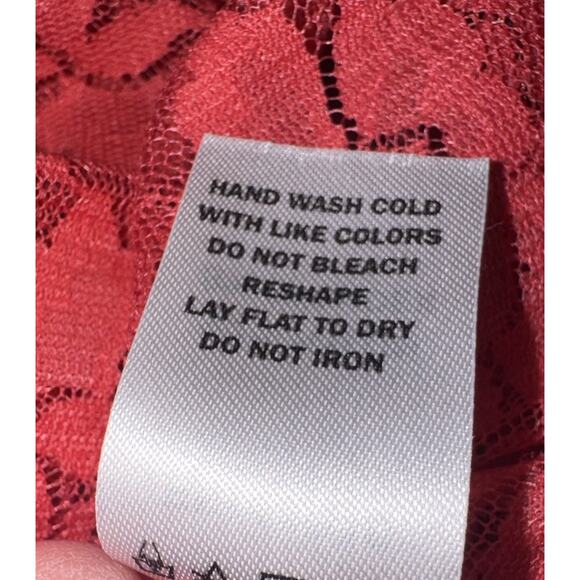 HAND WASH COLD
WITH LIKE COLORS
DO NOT BLEACH
RESHAPE
LAY FLAT TO DRY
DO NOT IRON